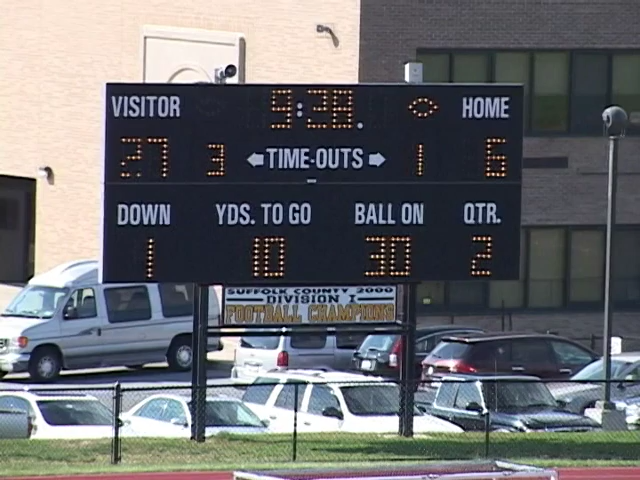 VISITOR 9:28. HOME
27 3 TIME-OUTS 1 6
DOWN YDS. TO GO BALL ON QTR.
1 10 30 2
SUFFOLK COUNTY 2000
DIVISION I
FOOTBALL CHAMPIONS